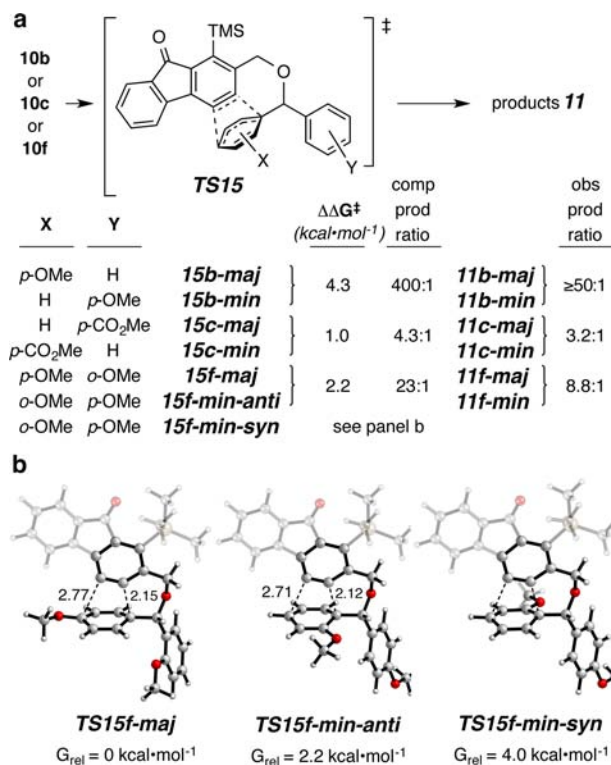 a
TMS
O
O
‡
10b
or
10c
or
10f
X
Y
products 11
TS15
X Y ΔΔG‡ (kcal•mol-1) comp prod ratio obs prod ratio
p-OMe H 15b-maj 11b-maj
4.3 400:1 ≥50:1
H p-OMe 15b-min 11b-min
H p-CO2Me 15c-maj 11c-maj
1.0 4.3:1 3.2:1
p-CO2Me H 15c-min 11c-min
p-OMe o-OMe 15f-maj 11f-maj
2.2 23:1 8.8:1
o-OMe p-OMe 15f-min-anti 11f-min
o-OMe p-OMe 15f-min-syn see panel b
b
2.77 2.15 2.71 2.12
TS15f-maj TS15f-min-anti TS15f-min-syn
Grel = 0 kcal•mol-1 Grel = 2.2 kcal•mol-1 Grel = 4.0 kcal•mol-1